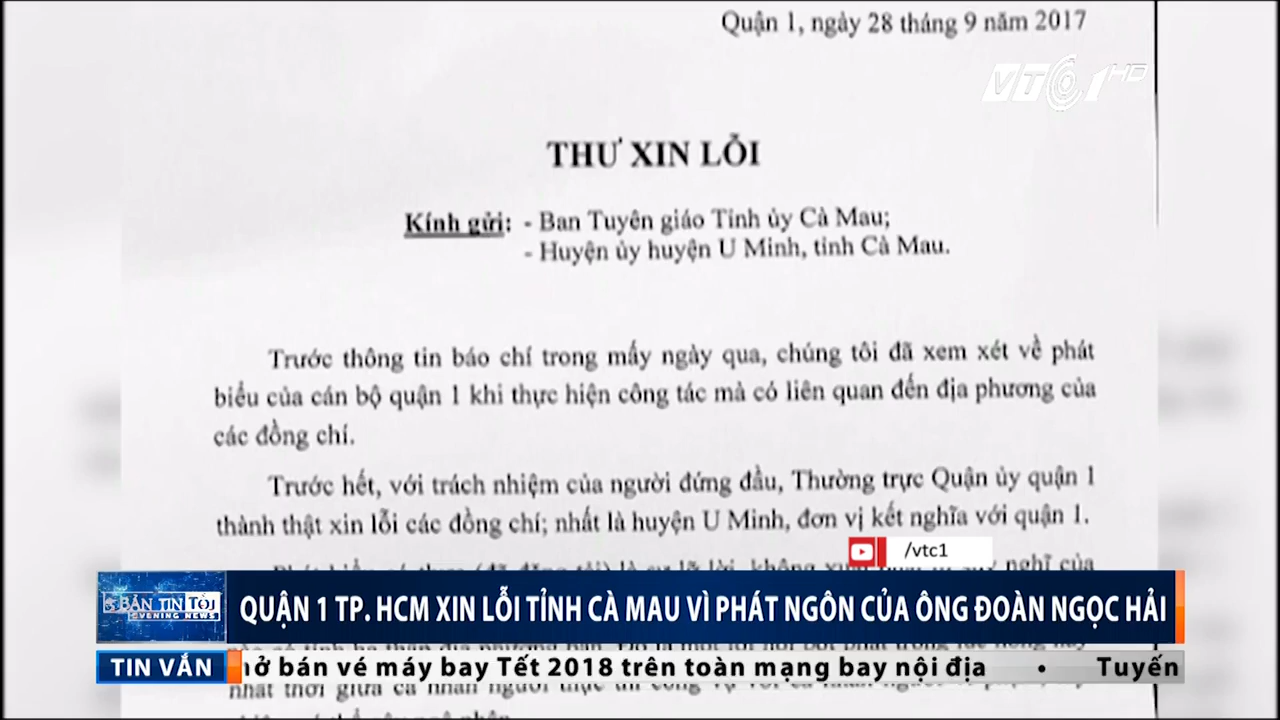 Quận 1, ngày 28 tháng 9 năm 2017
VTC1 HD
THƯ XIN LỖI
Kính gửi: - Ban Tuyên giáo Tỉnh ủy Cà Mau;
- Huyện ủy huyện U Minh, tỉnh Cà Mau.
Trước thông tin báo chí trong mấy ngày qua, chúng tôi đã xem xét về phát
biểu của cán bộ quận 1 khi thực hiện công tác mà có liên quan đến địa phương của
các đồng chí.
Trước hết, với trách nhiệm của người đứng đầu, Thường trực Quận ủy quận 1
thành thật xin lỗi các đồng chí; nhất là huyện U Minh, đơn vị kết nghĩa với quận 1.
/vtc1
nghĩ của
BẢN TIN TỐI
EVENING NEWS
QUẬN 1 TP. HCM XIN LỖI TỈNH CÀ MAU VÌ PHÁT NGÔN CỦA ÔNG ĐOÀN NGỌC HẢI
TIN VẮN
bán vé máy bay Tết 2018 trên toàn mạng bay nội địa • Tuyến